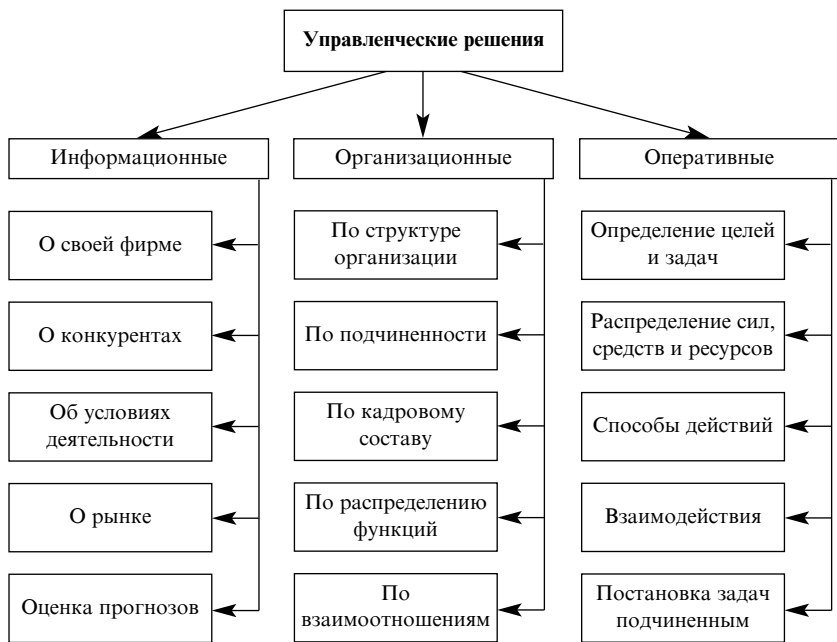 Управленческие решения
Информационные
Организационные
Оперативные
О своей фирме
О конкурентах
Об условиях
деятельности
О рынке
Оценка прогнозов
По структуре
организации
По подчиненности
По кадровому
составу
По распределению
функций
По
взаимоотношениям
Определение целей
и задач
Распределение сил,
средств и ресурсов
Способы действий
Взаимодействия
Постановка задач
подчиненным